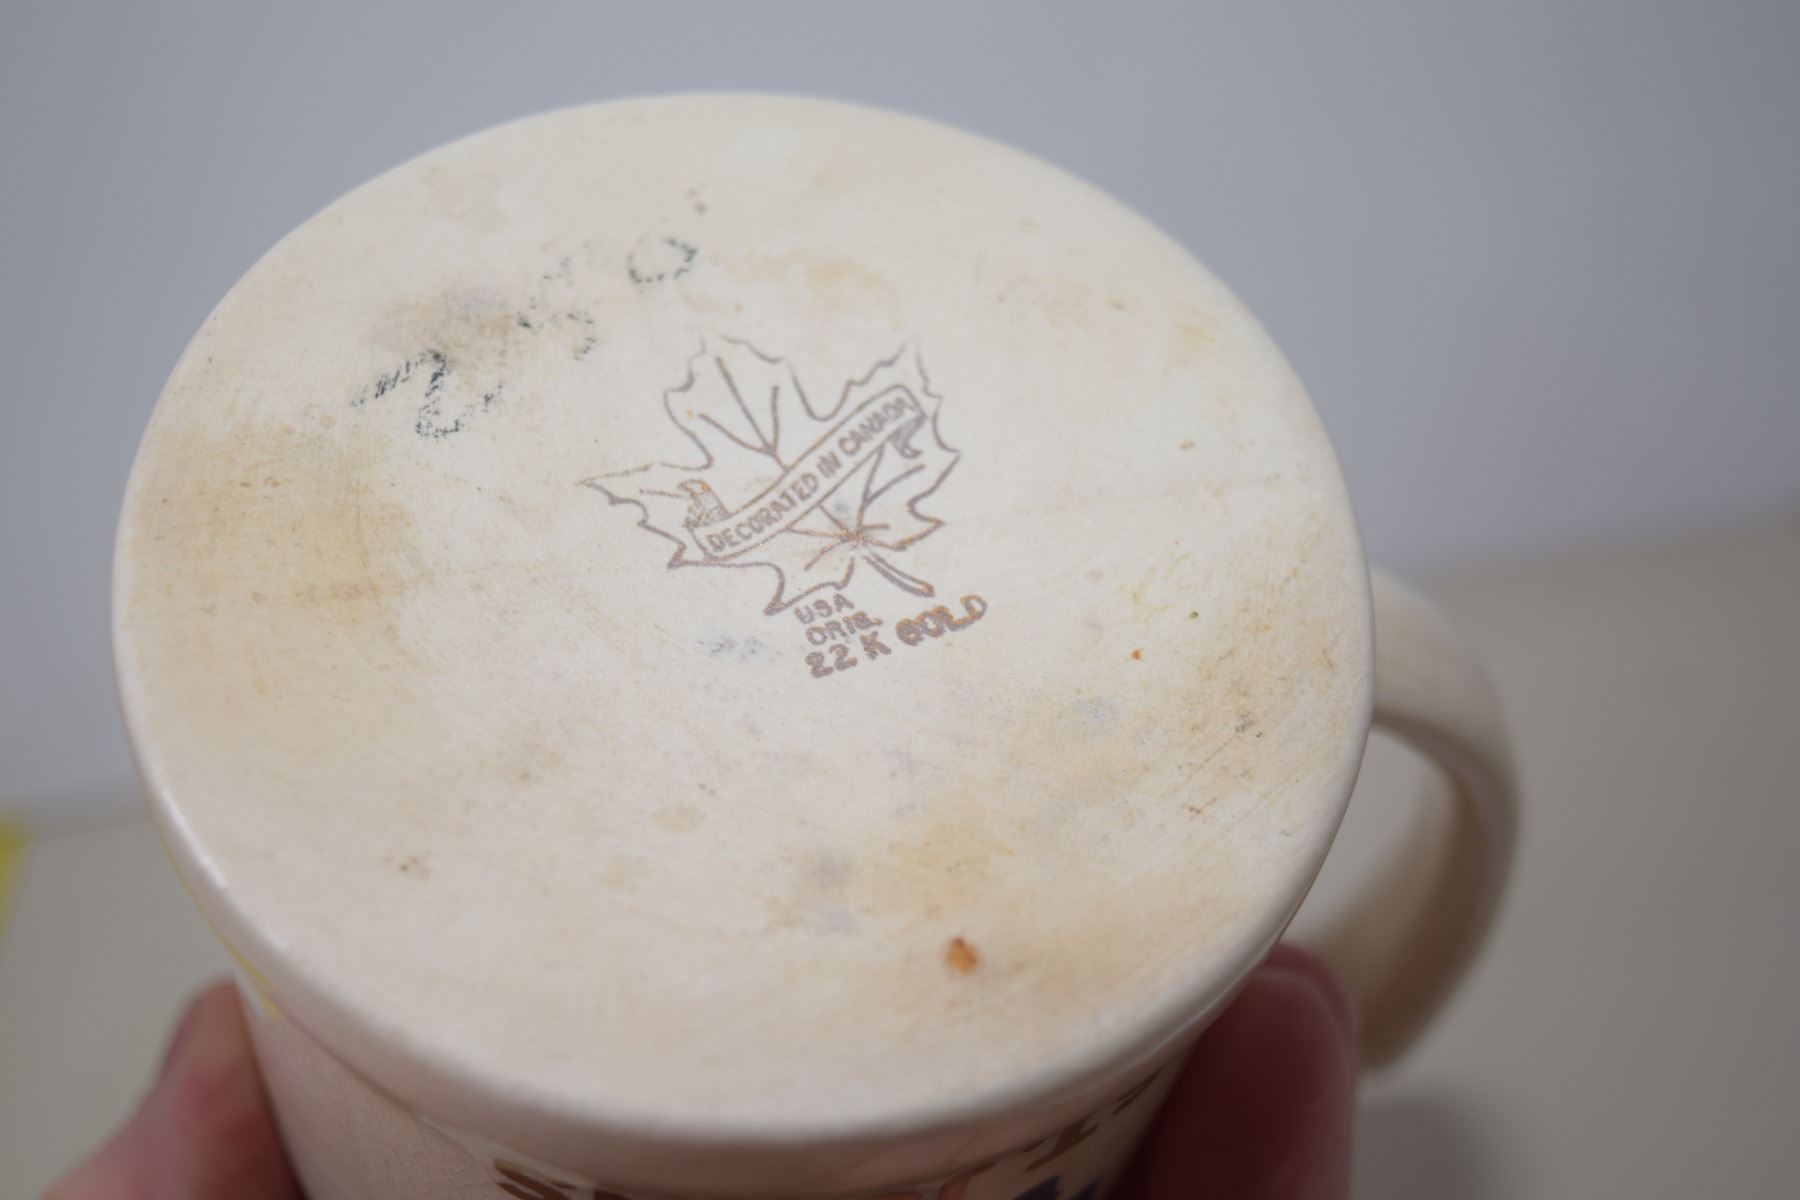 DECORATED IN CANADA
USA
ORIG.
22 K GOLD